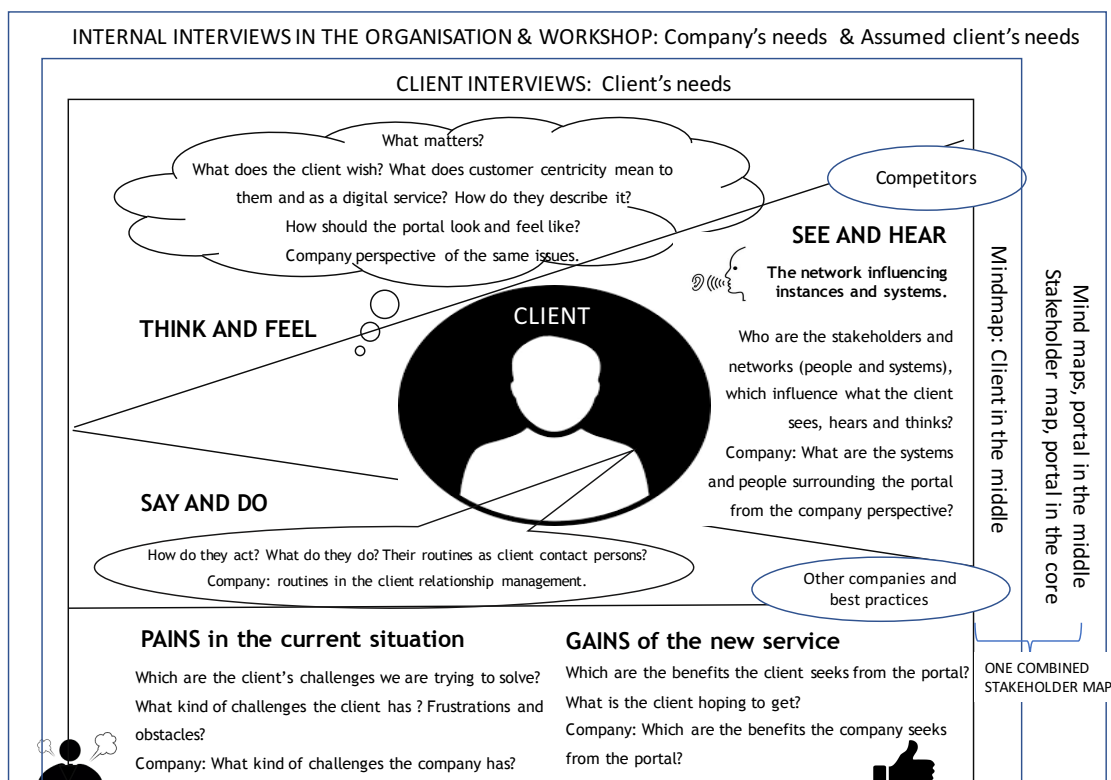 INTERNAL INTERVIEWS IN THE ORGANISATION & WORKSHOP: Company's needs & Assumed client's needs
CLIENT INTERVIEWS: Client's needs
What matters?
What does the client wish? What does customer centricity mean to
them and as a digital service? How do they describe it?
How should the portal look and feel like?
Company perspective of the same issues.
THINK AND FEEL
CLIENT
Competitors
SEE AND HEAR
The network influencing
instances and systems.
Who are the stakeholders and
networks (people and systems),
which influence what the client
sees, hears and thinks?
Company: What are the systems
and people surrounding the portal
from the company perspective?
SAY AND DO
How do they act? What do they do? Their routines as client contact persons?
Company: routines in the client relationship management.
Other companies and
best practices
PAINS in the current situation
Which are the client's challenges we are trying to solve?
What kind of challenges the client has ? Frustrations and
obstacles?
Company: What kind of challenges the company has?
GAINS of the new service
Which are the benefits the client seeks from the portal?
What is the client hoping to get?
Company: Which are the benefits the company seeks
from the portal?
Mindmap: Client in the middle
Mind maps, portal in the middle
Stakeholder map, portal in the core
ONE COMBINED
STAKEHOLDER MAP